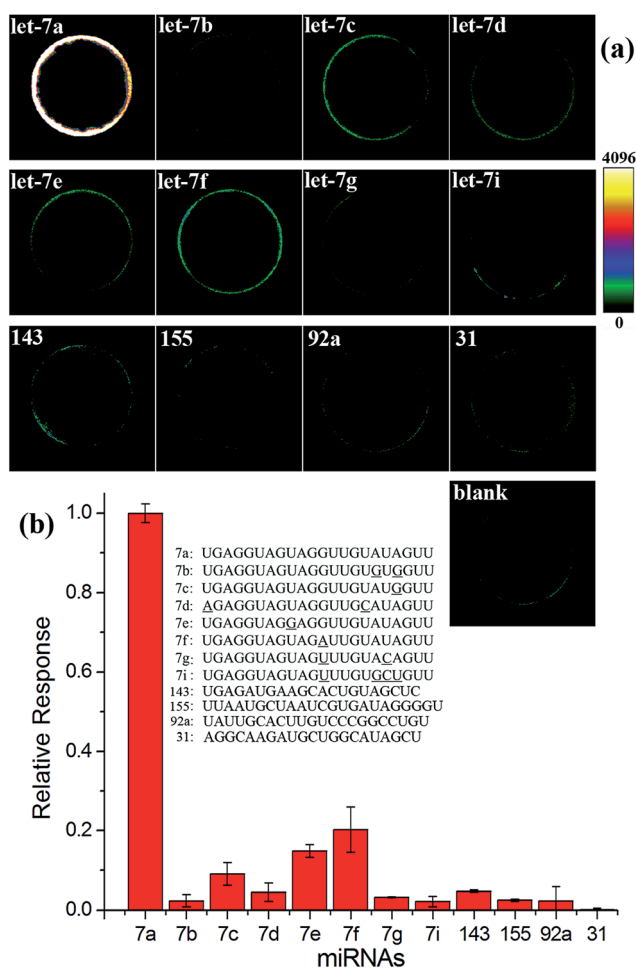 let-7a let-7b let-7c let-7d
(a)
4096
let-7e let-7f let-7g let-7i
0
143 155 92a 31
blank
(b)
1.0
0.8
0.6
0.4
0.2
0.0
Relative Response
7a: UGAGGUAGUAGGUUGUAUAGUU
7b: UGAGGUAGUAGGUUGUGUGGUU
7c: UGAGGUAGUAGGUUGUAUGGUU
7d: AGAGGUAGUAGGUUGCAUAGUU
7e: UGAGGUAGGAGGUUGUAUAGUU
7f: UGAGGUAGUAGAUUGUAUAGUU
7g: UGAGGUAGUAGUUUGUACAGUU
7i: UGAGGUAGUAGUUUGUGCUGUU
143: UGAGAUGAAGCACUGUAGCUC
155: UUAAUGCUAAUCGUGAUAGGGGU
92a: UAUUGCACUUGUCCCGGCCUGU
31: AGGCAAGAUGCUGGCAUAGCU
7a 7b 7c 7d 7e 7f 7g 7i 143 155 92a 31
miRNAs